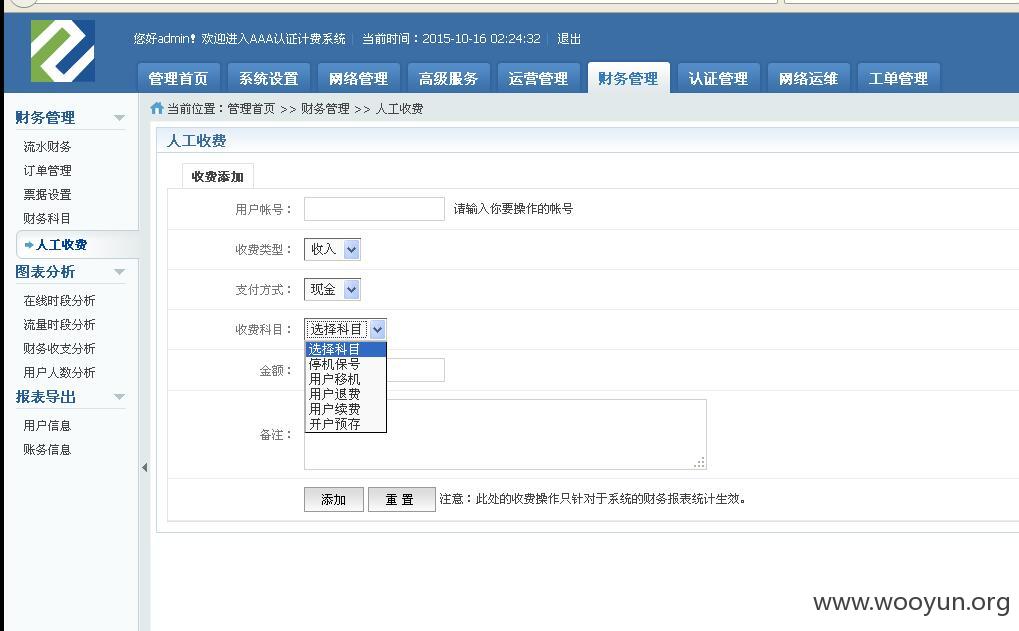 您好admin! 欢迎进入AAA认证计费系统 | 当前时间：2015-10-16 02:24:32 | 退出
管理首页 系统设置 网络管理 高级服务 运营管理 财务管理 认证管理 网络运维 工单管理
当前位置：管理首页 >> 财务管理 >> 人工收费
财务管理
流水财务
订单管理
票据设置
财务科目
人工收费
图表分析
在线时段分析
流量时段分析
财务收支分析
用户人数分析
报表导出
用户信息
账务信息
人工收费
收费添加
用户帐号： 请输入你要操作的帐号
收费类型： 收入
支付方式： 现金
收费科目： 选择科目
选择科目
停机保号
用户移机
用户退费
用户续费
开户预存
金额：
备注：
添加 重置 注意：此处的收费操作只针对于系统的财务报表统计生效。
www.wooyun.org